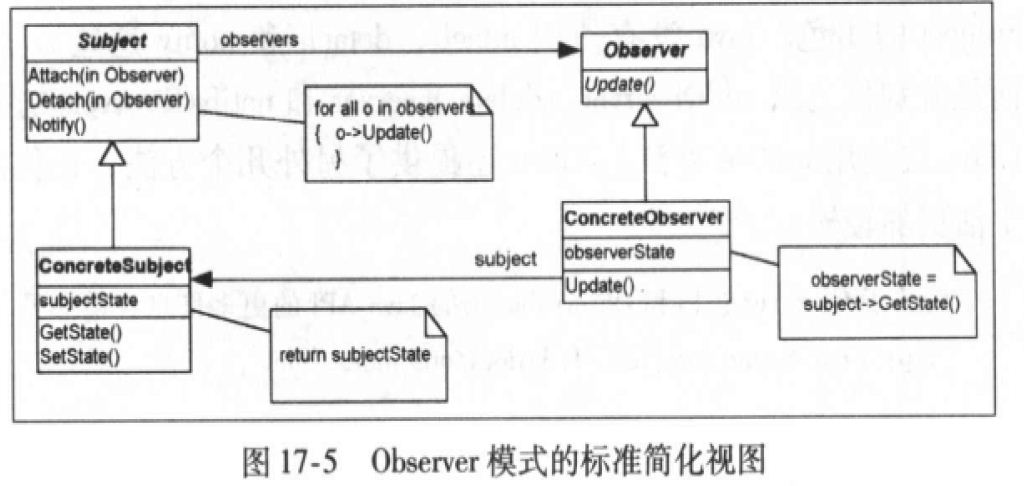 Subject
Attach(in Observer)
Detach(in Observer)
Notify()
observers
Observer
Update()
for all o in observers
{ o->Update()
}
ConcreteSubject
subjectState
GetState()
SetState()
return subjectState
subject
ConcreteObserver
observerState
Update()
observerState =
subject->GetState()
图 17-5 Observer 模式的标准简化视图